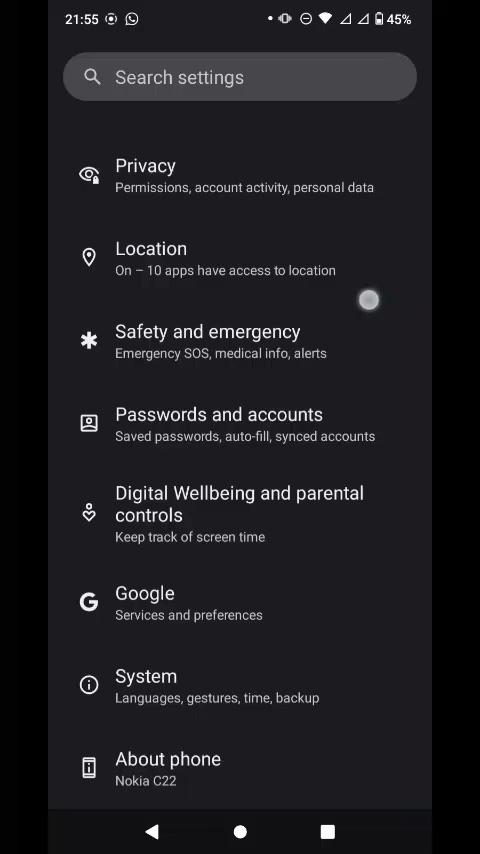 21:55
45%
Search settings
Privacy
Permissions, account activity, personal data
Location
On – 10 apps have access to location
Safety and emergency
Emergency SOS, medical info, alerts
Passwords and accounts
Saved passwords, auto-fill, synced accounts
Digital Wellbeing and parental
controls
Keep track of screen time
Google
Services and preferences
System
Languages, gestures, time, backup
About phone
Nokia C22